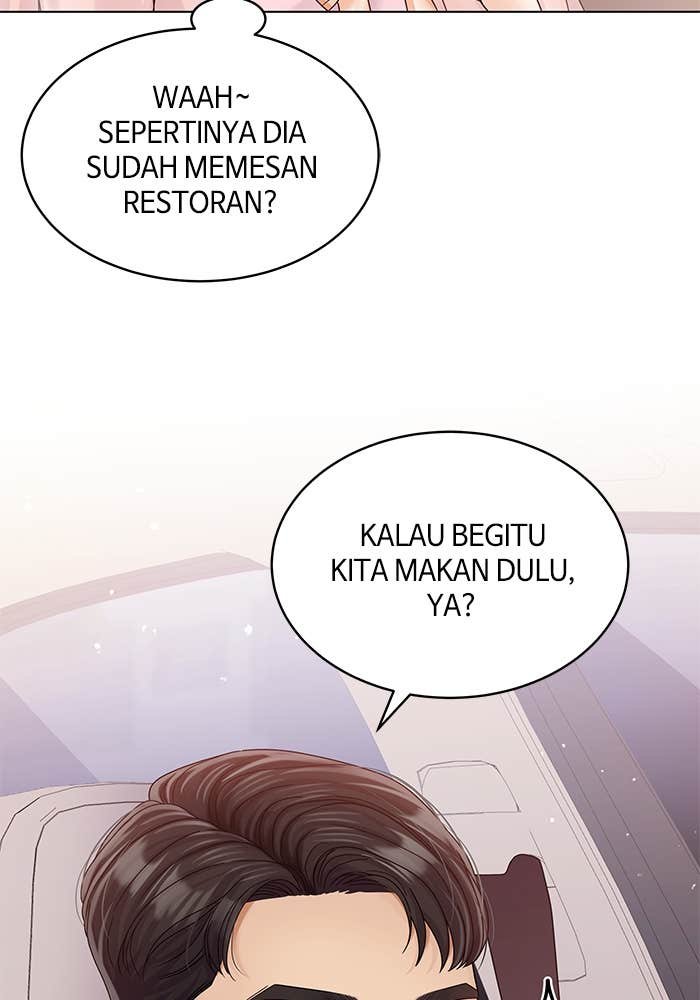 WAAH~
SEPERTINYA DIA
SUDAH MEMESAN
RESTORAN?
KALAU BEGITU
KITA MAKAN DULU,
YA?